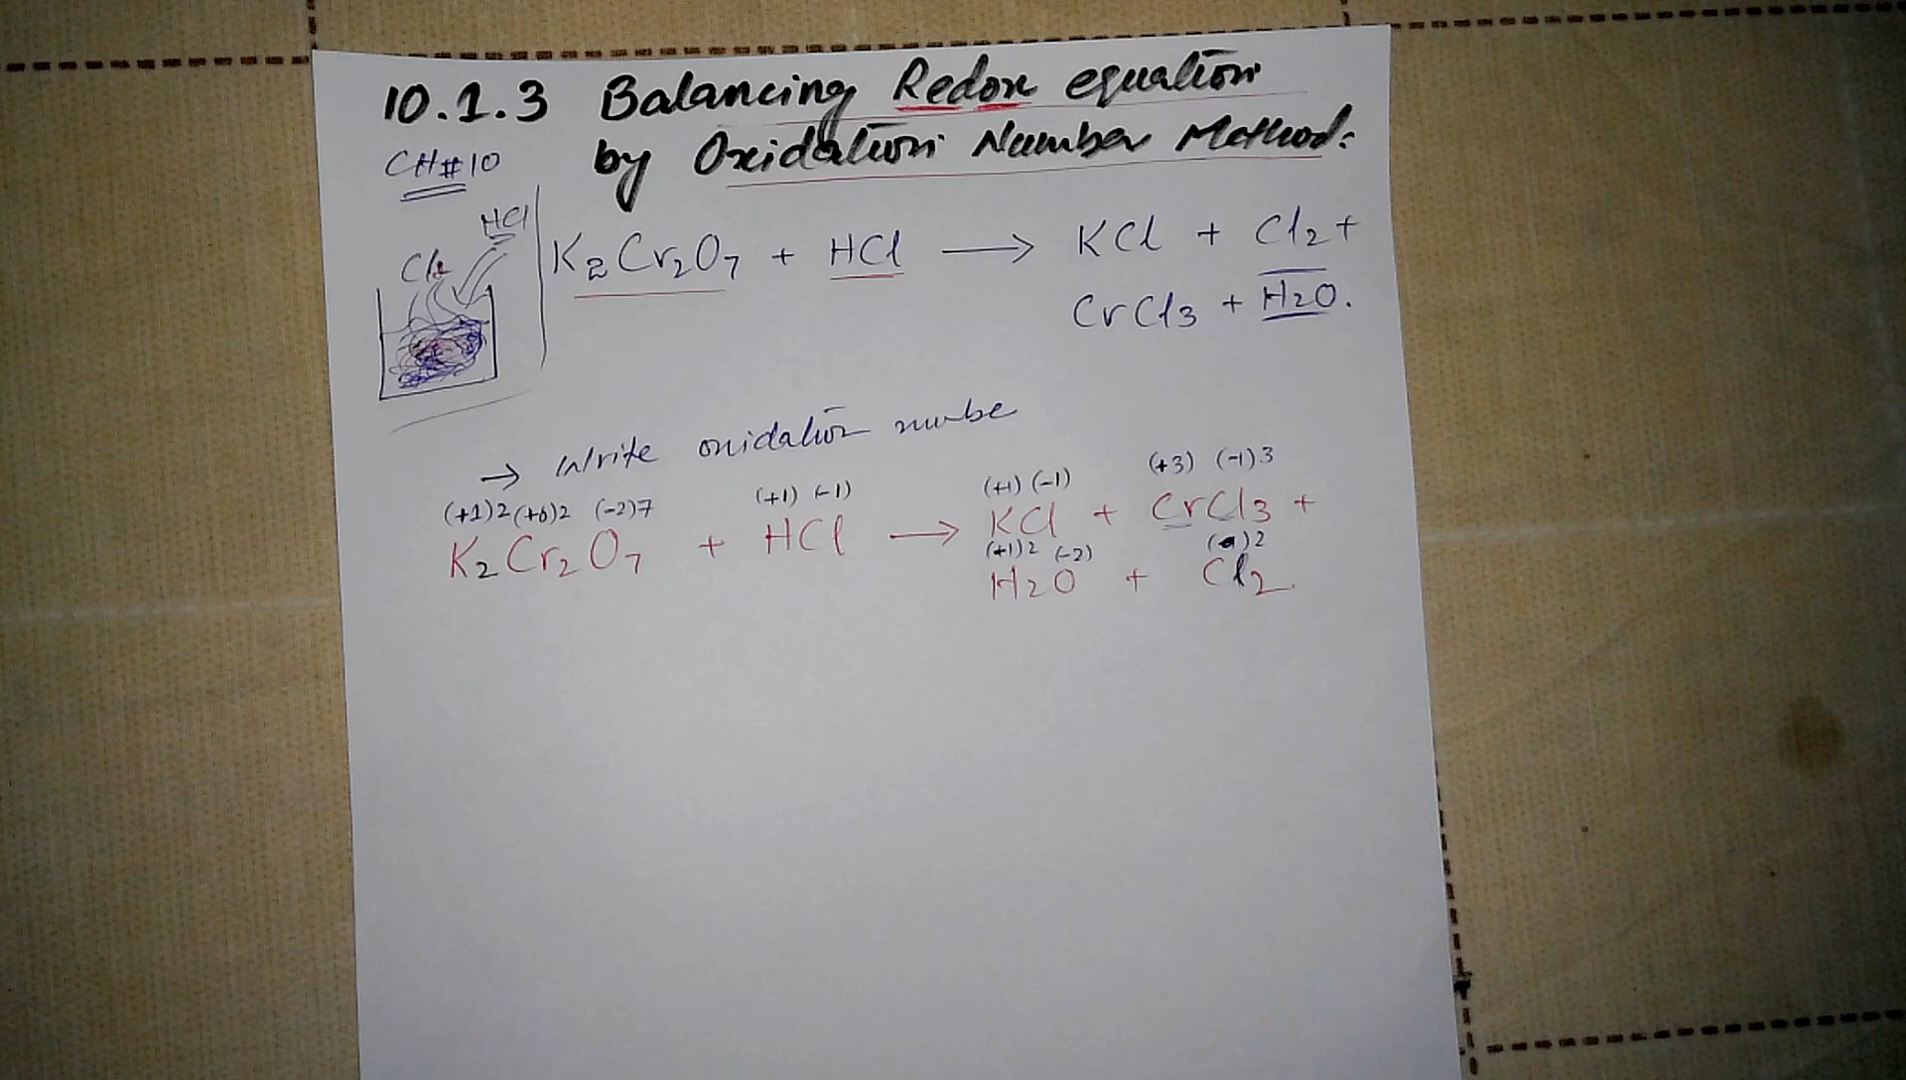 10.1.3 Balancing Redox equation
CH#10 by Oxidation Number Method:
HCl
Cl2
K2Cr2O7 + HCl → KCl + Cl2 +
CrCl3 + H2O.
→ Write oxidation numbe
(+1)2 (+6)2 (-2)7 (+1) (-1) (+1) (-1) (+3) (-1)3
K2Cr2O7 + HCl → KCl + CrCl3 +
(+1)2 (-2) (0)2
H2O + Cl2.